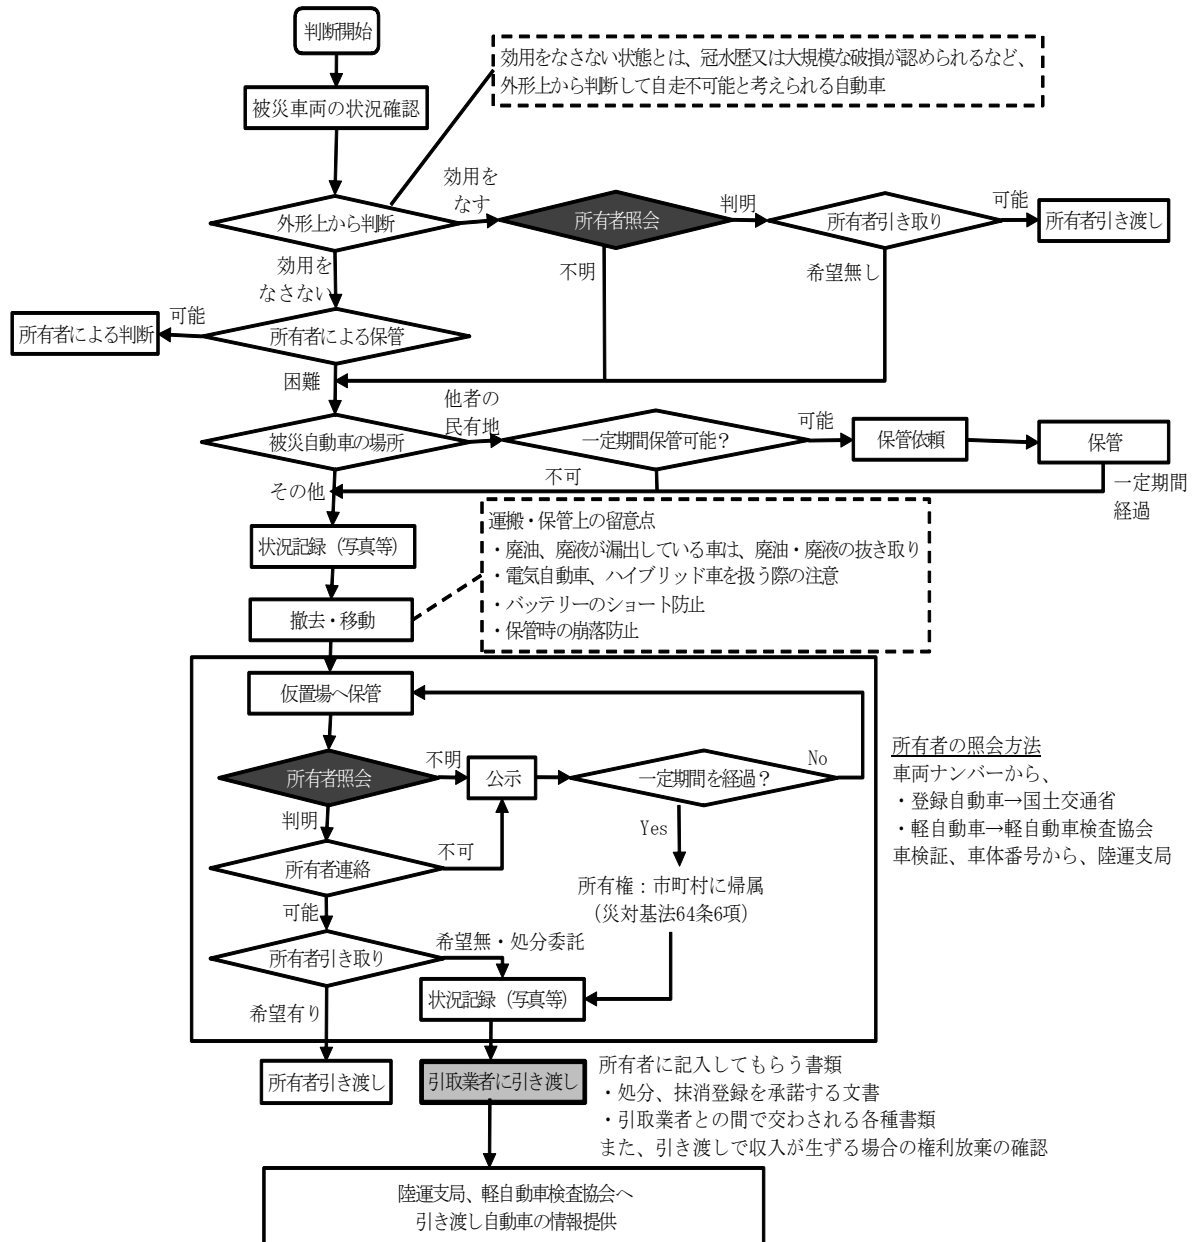 判断開始
効用をなさない状態とは、冠水歴又は大規模な破損が認められるなど、
外形上から判断して自走不可能と考えられる自動車
被災車両の状況確認
効用を
なす
外形上から判断
所有者照会
判明
所有者引き取り
可能
所有者引き渡し
不明
希望無し
効用を
なさない
所有者による判断
可能
所有者による保管
困難
他者の
民有地
被災自動車の場所
一定期間保管可能？
可能
保管依頼
保管
その他
不可
一定期間
経過
状況記録（写真等）
運搬・保管上の留意点
・廃油、廃液が漏出している車は、廃油・廃液の抜き取り
・電気自動車、ハイブリッド車を扱う際の注意
・バッテリーのショート防止
・保管時の崩落防止
撤去・移動
仮置場へ保管
所有者照会
不明
公示
一定期間を経過？
No
所有者の照会方法
車両ナンバーから、
・登録自動車→国土交通省
・軽自動車→軽自動車検査協会
車検証、車体番号から、陸運支局
判明
Yes
所有者連絡
不可
所有権：市町村に帰属
（災対基法64条6項）
可能
所有者引き取り
希望無・処分委託
状況記録（写真等）
希望有り
所有者引き渡し
引取業者に引き渡し
所有者に記入してもらう書類
・処分、抹消登録を承諾する文書
・引取業者との間で交わされる各種書類
また、引き渡しで収入が生ずる場合の権利放棄の確認
陸運支局、軽自動車検査協会へ
引き渡し自動車の情報提供